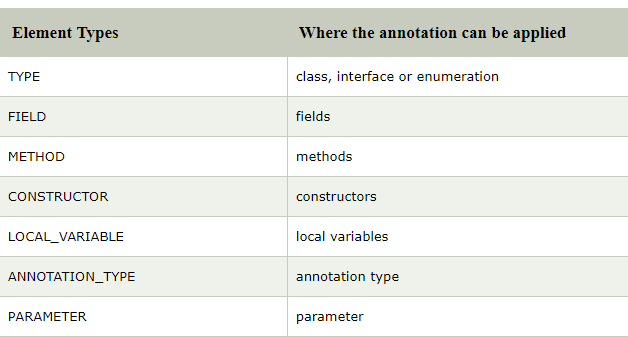 Element Types Where the annotation can be applied
TYPE class, interface or enumeration
FIELD fields
METHOD methods
CONSTRUCTOR constructors
LOCAL_VARIABLE local variables
ANNOTATION_TYPE annotation type
PARAMETER parameter